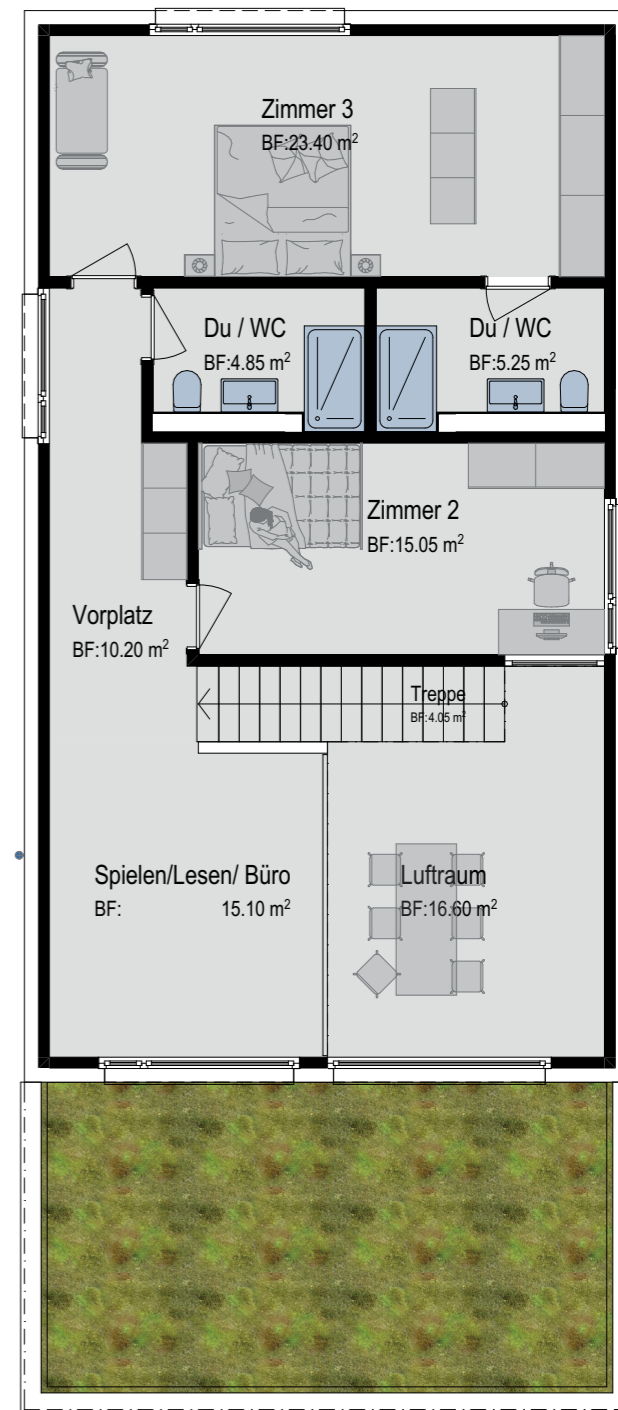 Zimmer 3
BF:23.40 m²
Du / WC
BF:4.85 m²
Du / WC
BF:5.25 m²
Zimmer 2
BF:15.05 m²
Vorplatz
BF:10.20 m²
Treppe
BF:4.05 m²
Spielen/Lesen/ Büro
BF: 15.10 m²
Luftraum
BF:16.60 m²